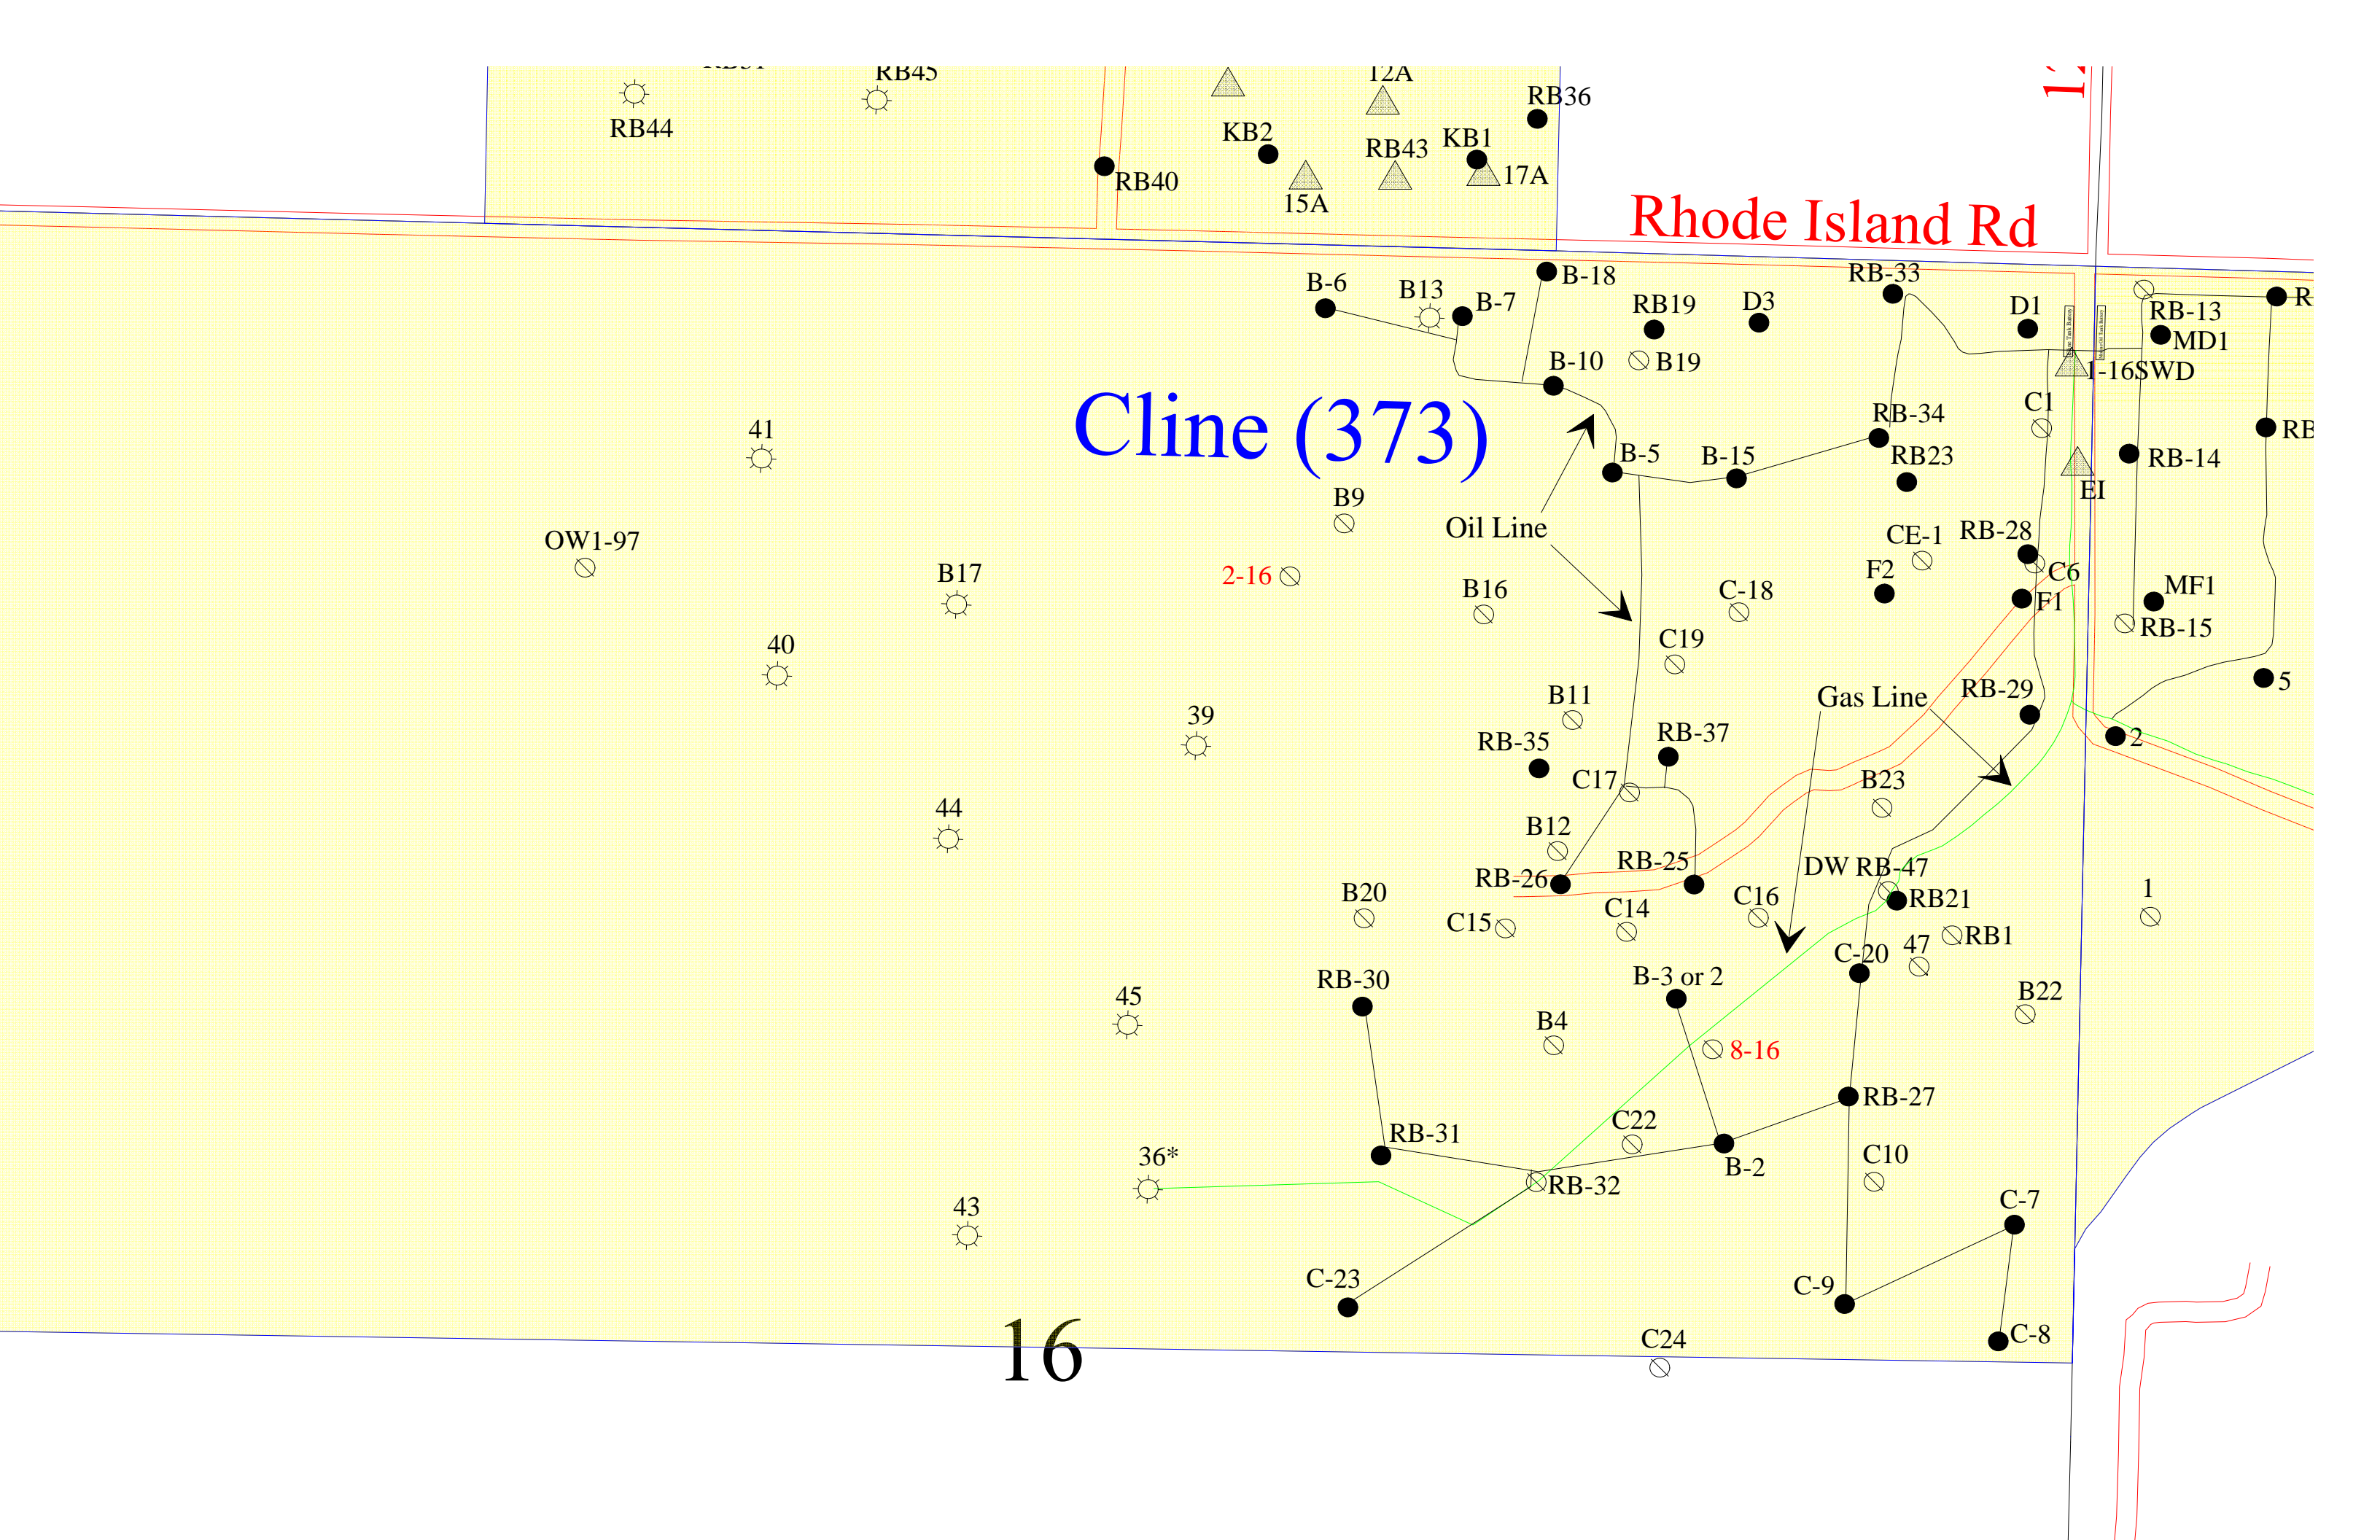 RB45
12A
RB36
RB44
KB2
KB1
RB43
RB40
17A
15A
Rhode Island Rd
B-18
RB-33
B-6
B13
B-7
RB19
D3
D1
RB-13
MD1
B-10
B19
1-16SWD
Cline (373)
C1
RB-34
41
B-5
B-15
RB23
RB-14
EI
B9
Oil Line
OW1-97
CE-1
RB-28
B17
2-16
F2
C6
B16
C-18
F1
MF1
RB-15
40
C19
5
B11
Gas Line
RB-29
39
RB-35
RB-37
2
C17
B23
44
B12
RB-25
DW RB-47
RB-26
B20
C16
RB21
1
C15
C14
47
RB1
C-20
RB-30
B-3 or 2
45
B22
B4
8-16
RB-27
C22
RB-31
36*
B-2
C10
RB-32
43
C-7
C-23
C-9
16
C24
C-8